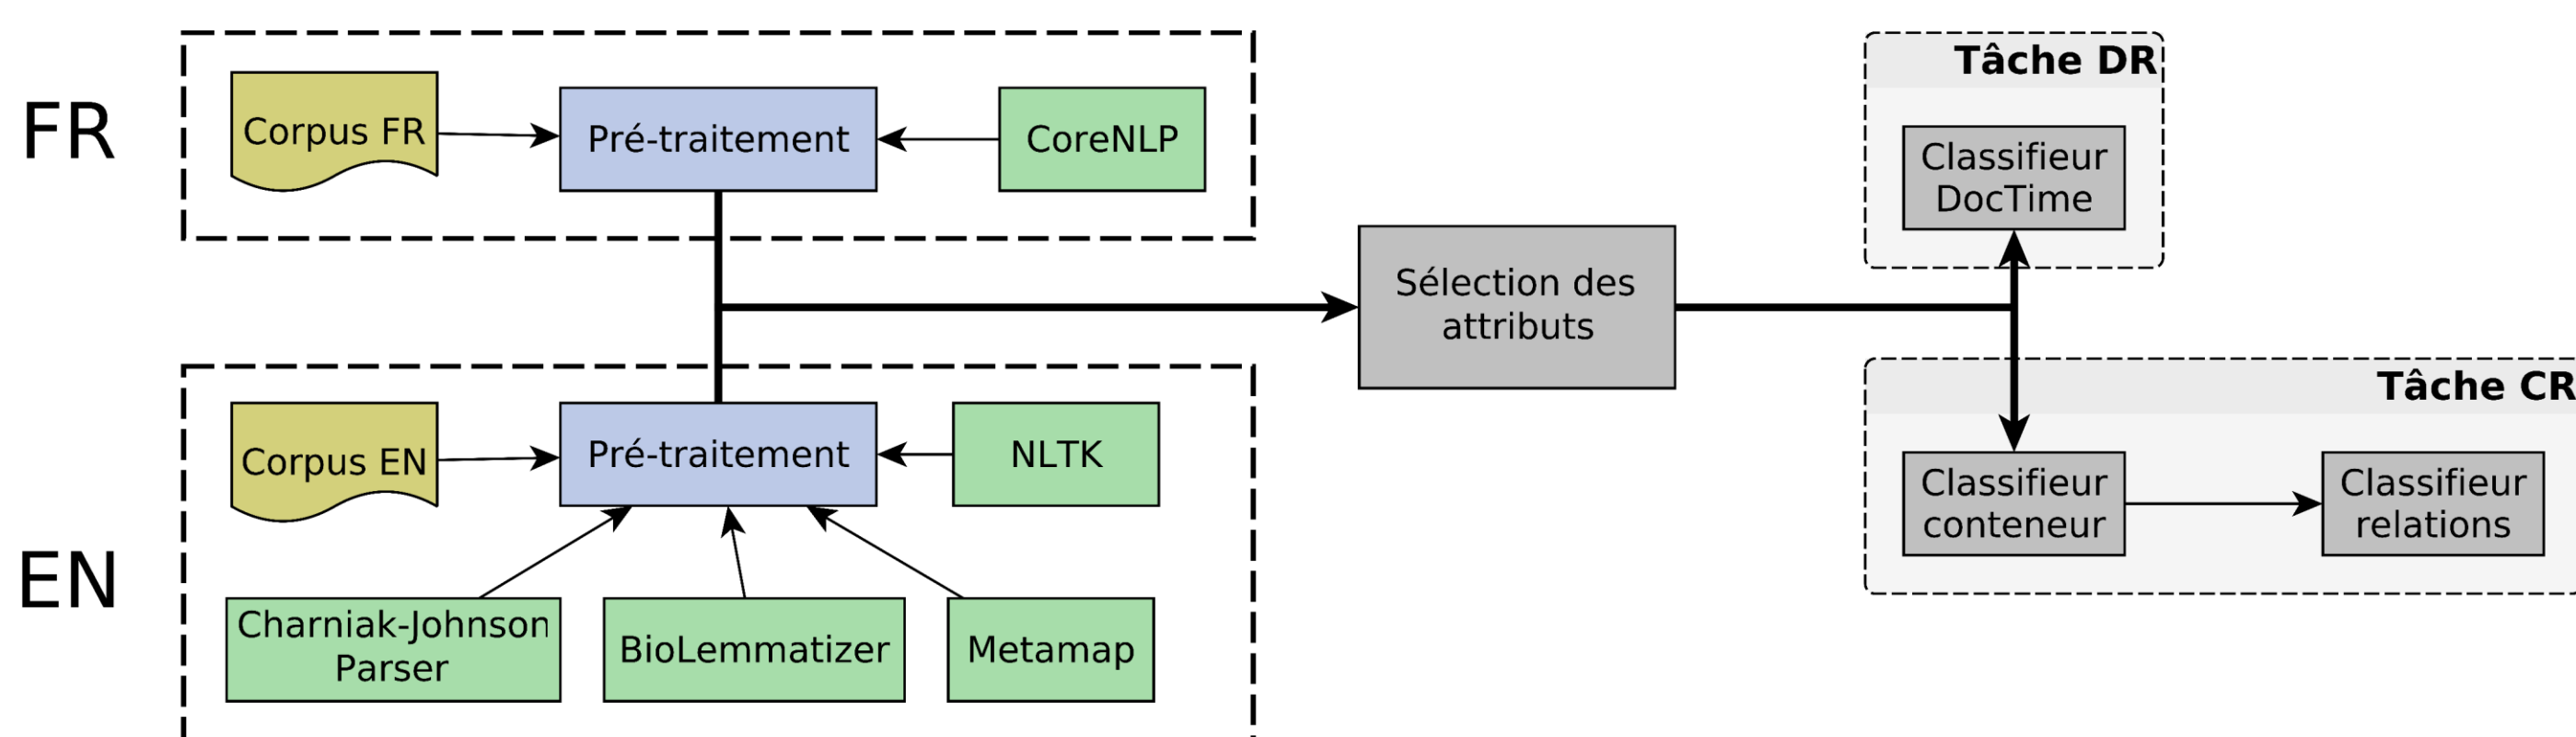 FR
Corpus FR
Pré-traitement
CoreNLP
Sélection des
attributs
Tâche DR
Classifieur
DocTime
EN
Corpus EN
Pré-traitement
NLTK
Charniak-Johnson
Parser
BioLemmatizer
Metamap
Tâche CR
Classifieur
conteneur
Classifieur
relations